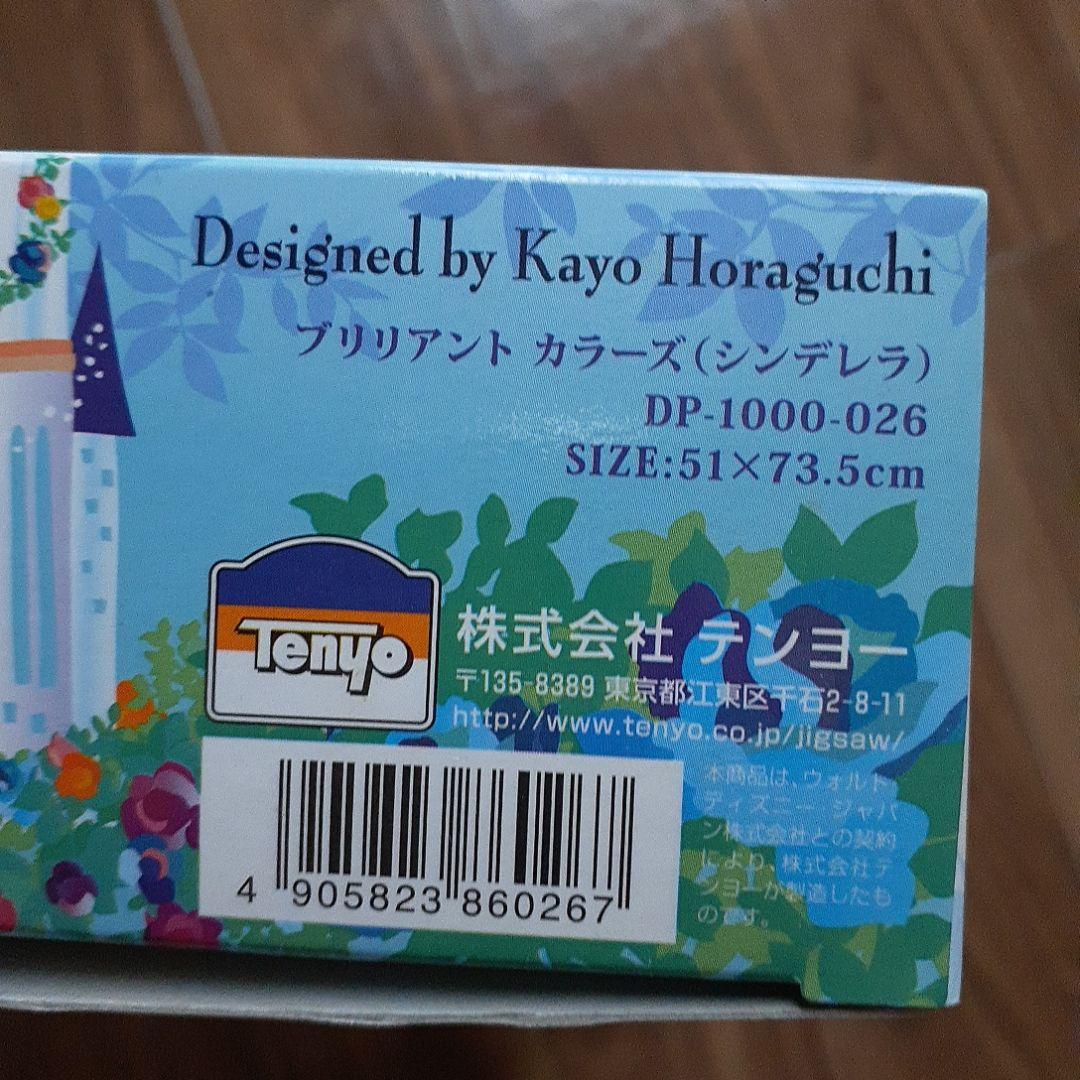 Designed by Kayo Horaguchi
ブリリアント カラーズ(シンデレラ)
DP-1000-026
SIZE:51×73.5cm
Tenyo
株式会社 テンヨー
〒135-8389 東京都江東区千石2-8-11
http://www.tenyo.co.jp/jigsaw/
本商品は、ウォルト・
ディズニー ジャパ
ン株式会社との契約
により、株式会社テ
ンヨーが製造したも
のです。
4 905823 860267